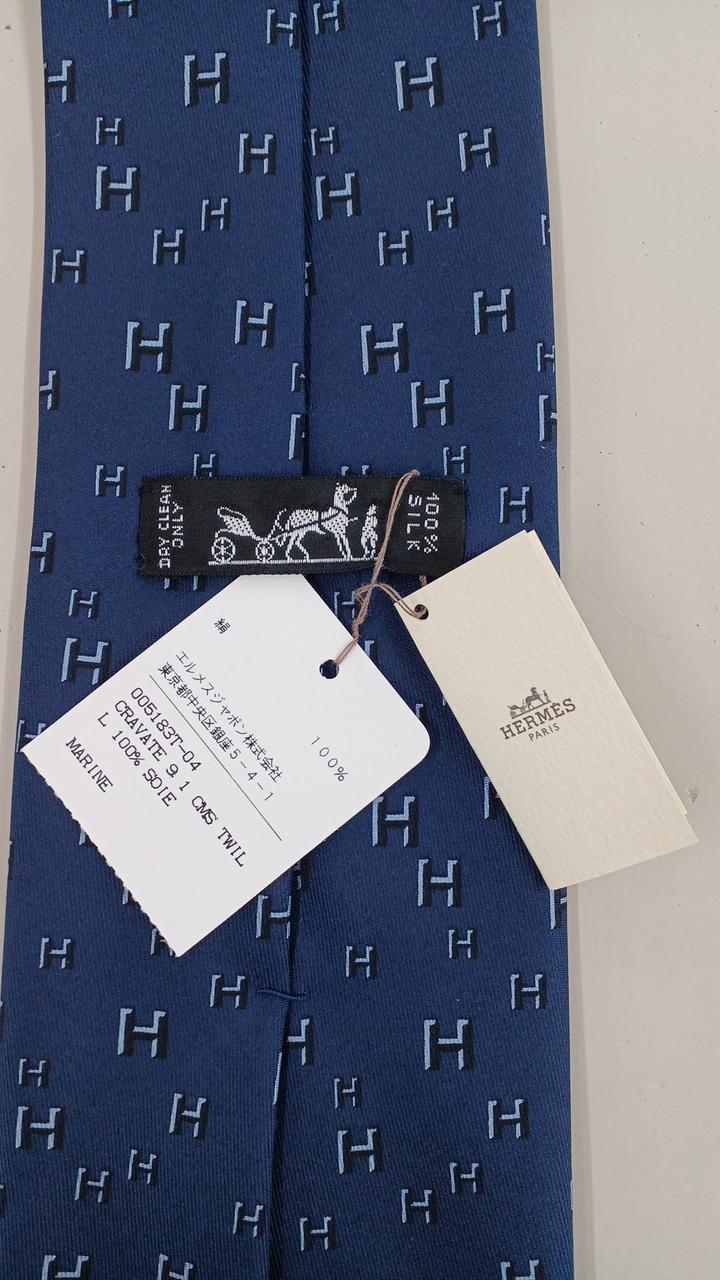 DRY CLEAN
ONLY
100%
SILK
絹
100%
エルメスジャポン株式会社
東京都中央区銀座5-4-1
005183T-04
CRAVATE 9.1 CMS TWIL
L 100% SOIE
MARINE
HERMÈS
PARIS